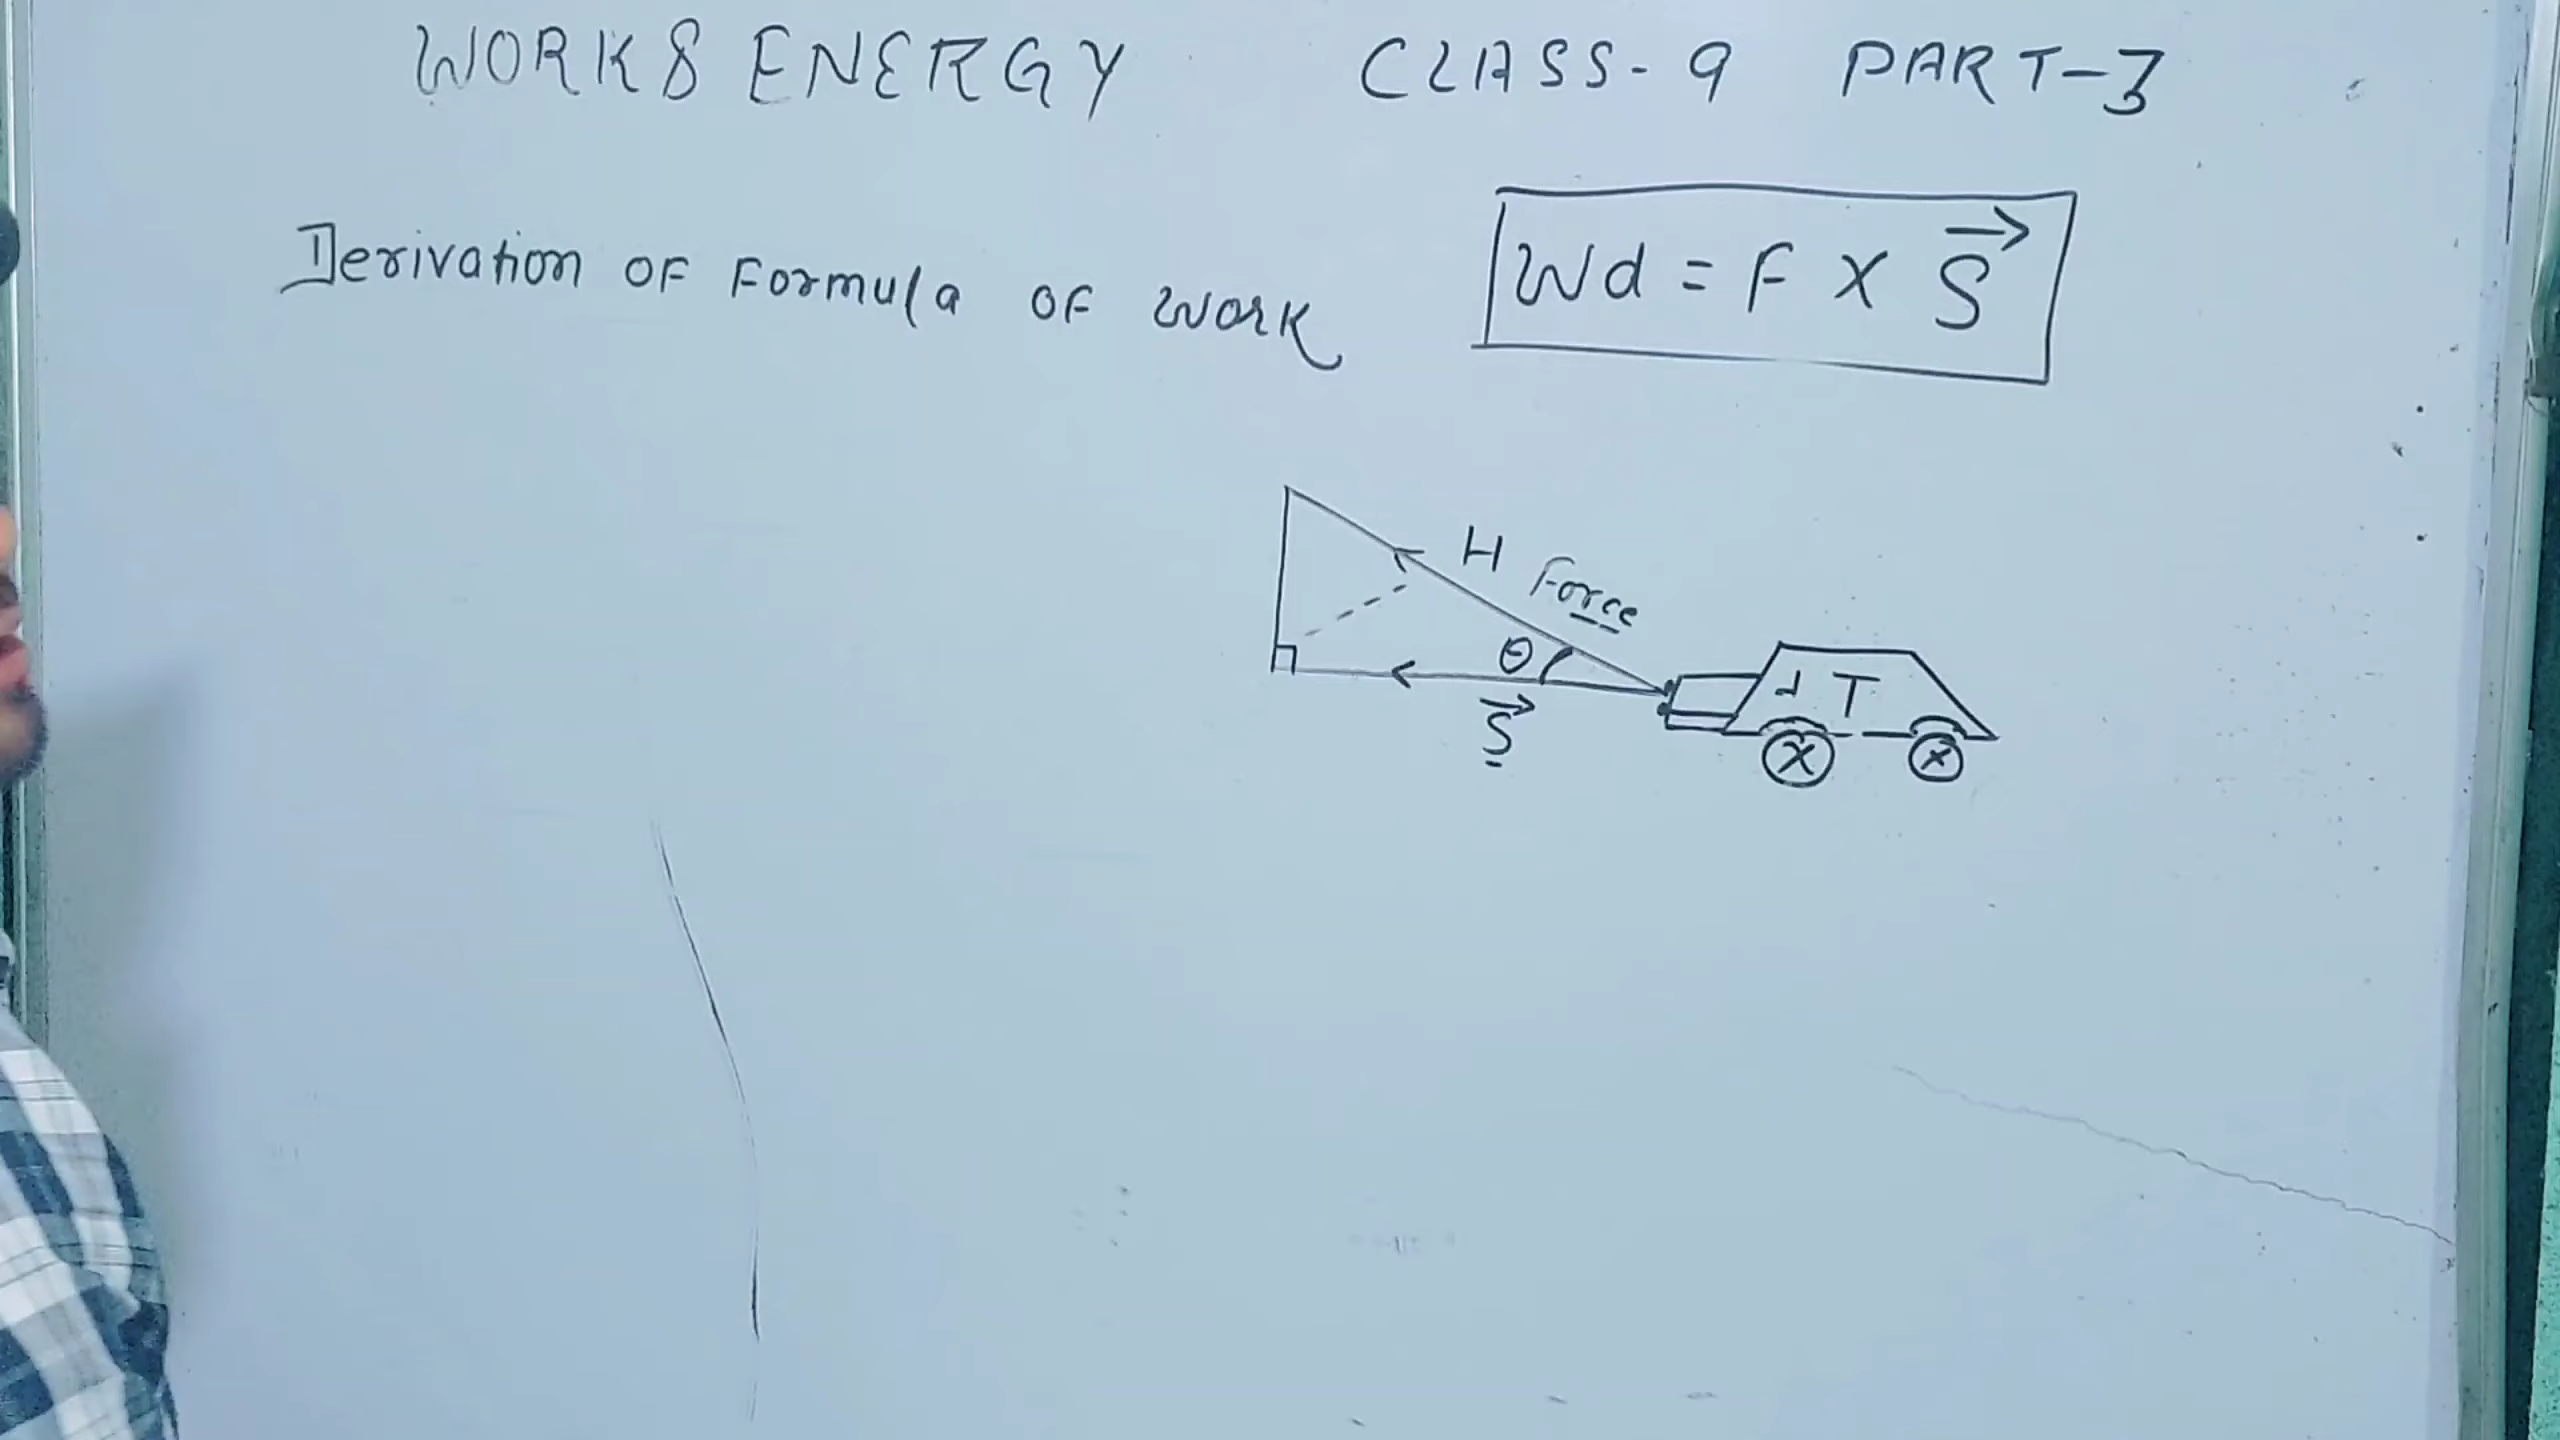 WORK & ENERGY CLASS-9 PART-3
Derivation OF Formula OF WORK
Wd = F X S
H Force
θ
T
S